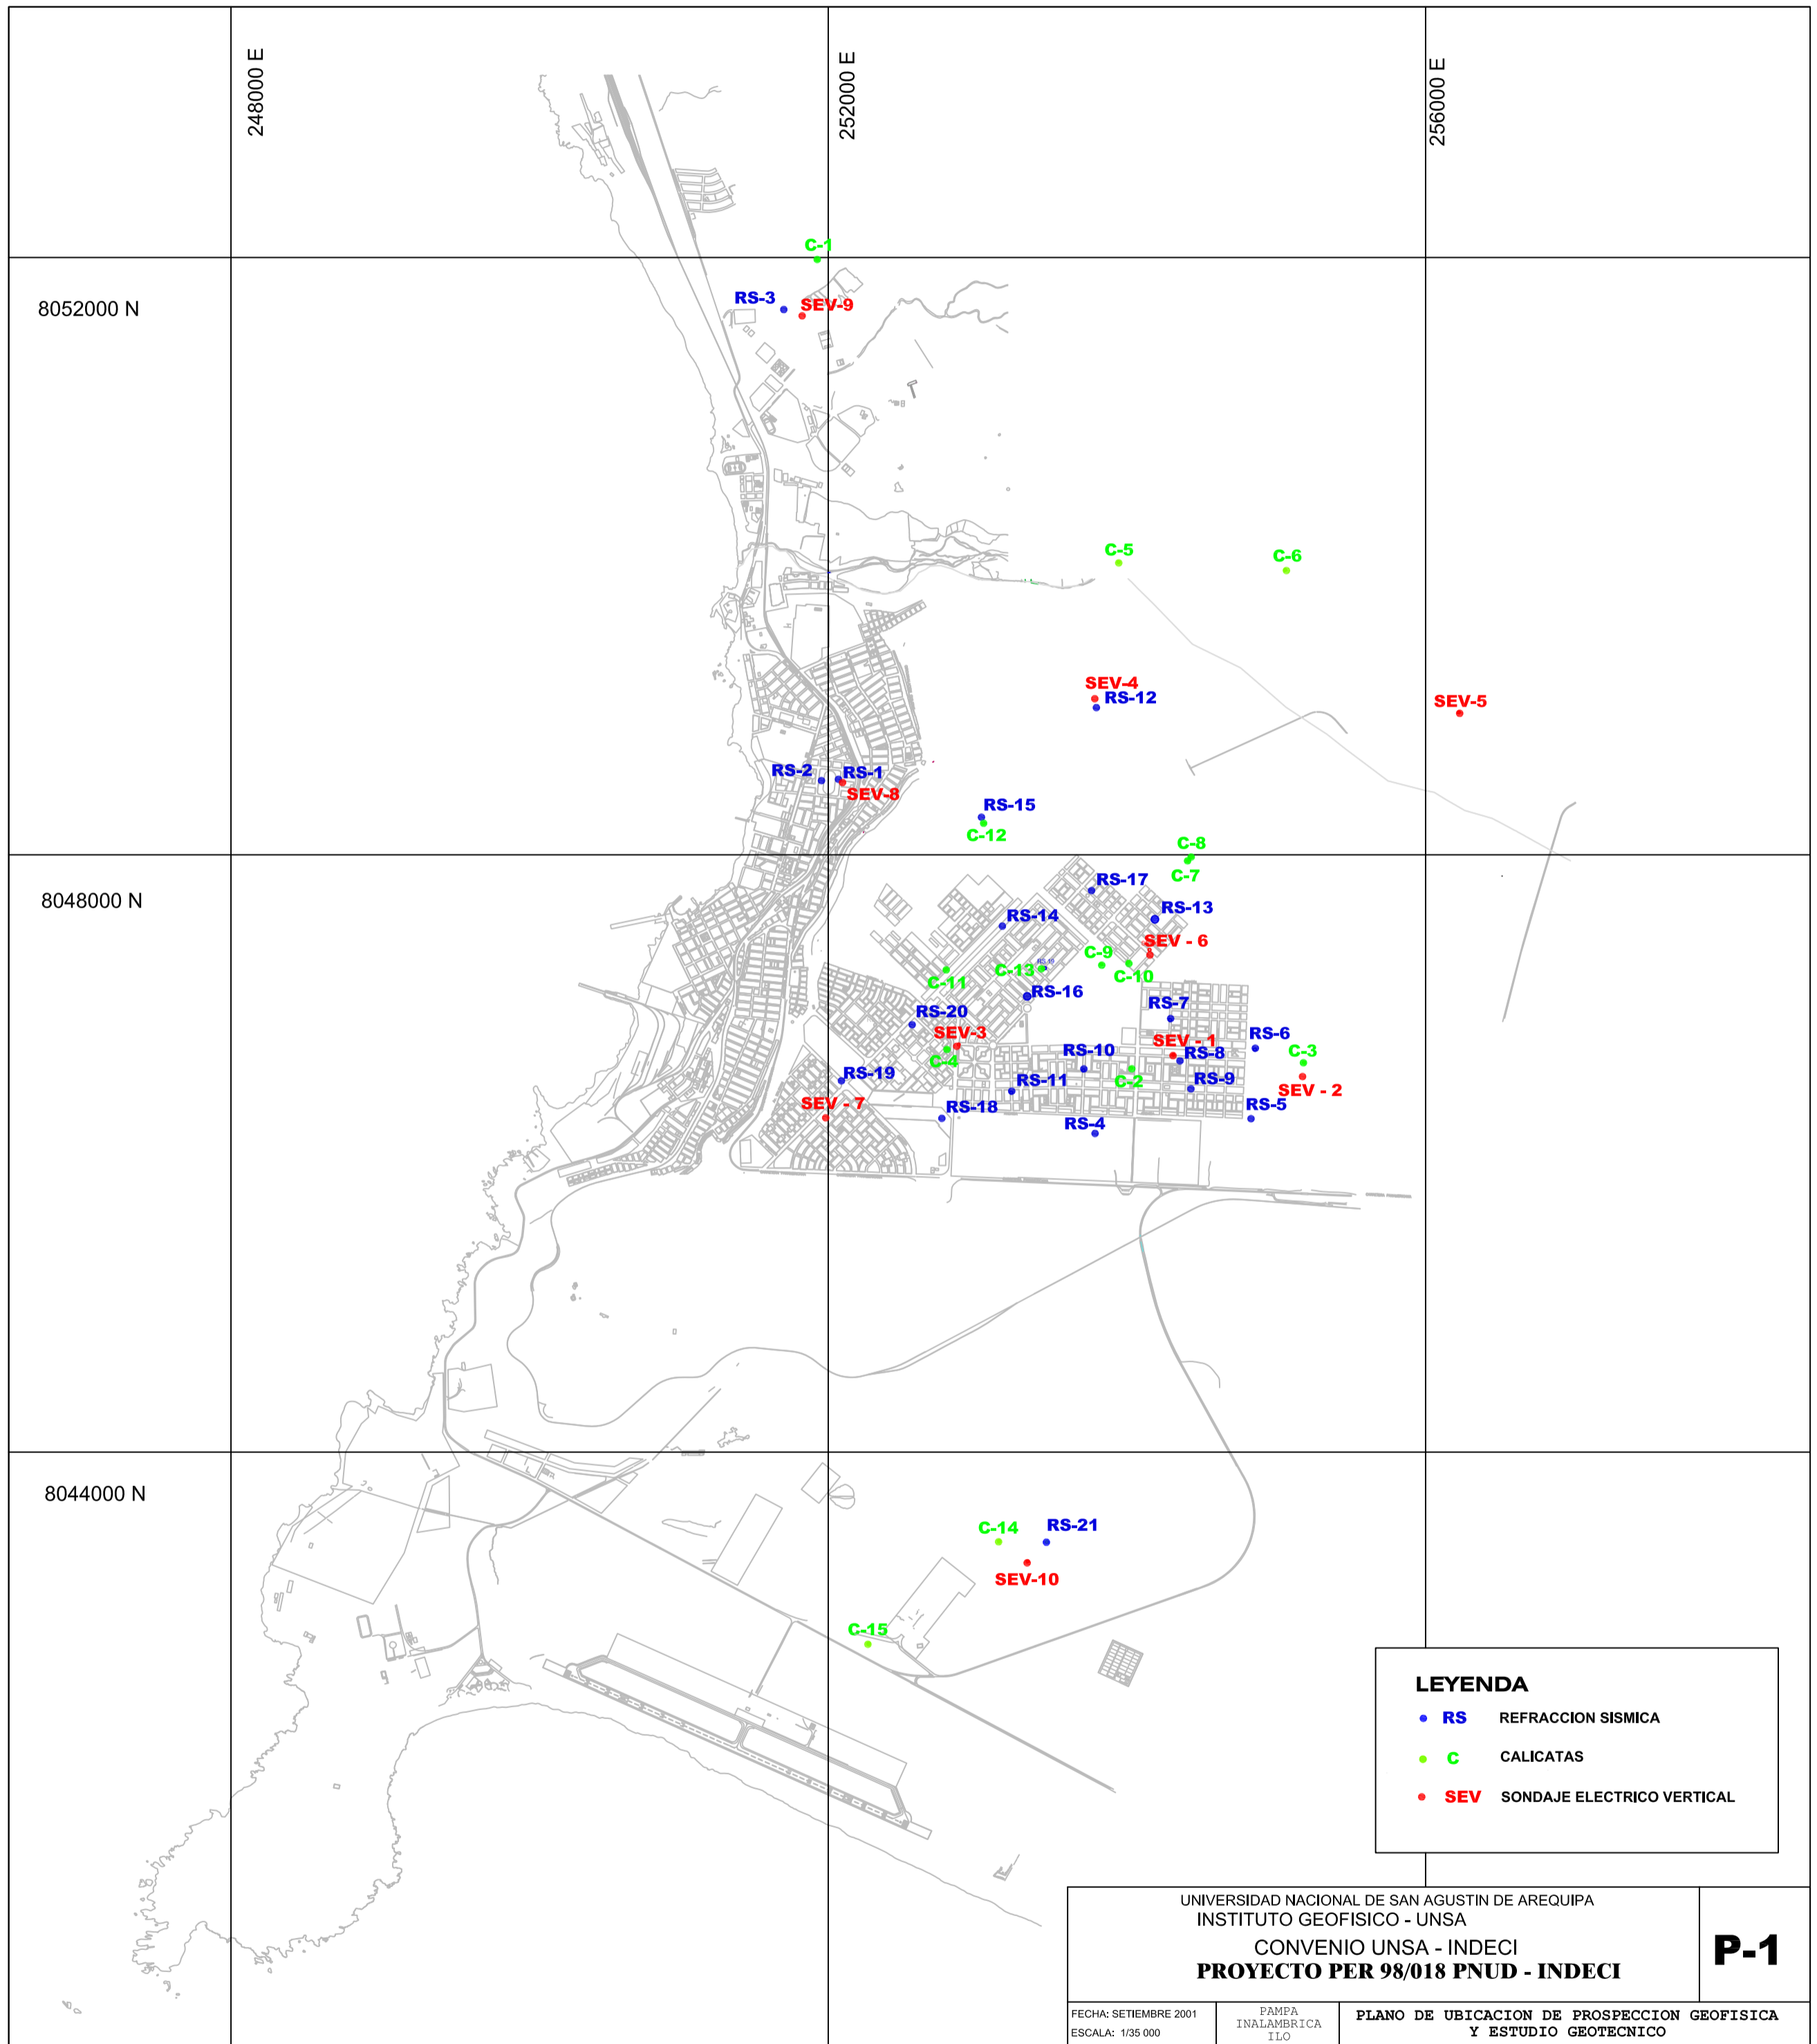 248000 E
252000 E
256000 E
C-1
8052000 N
RS-3
SEV-9
C-5
C-6
SEV-4
RS-12
SEV-5
RS-2
RS-1
SEV-8
RS-15
C-12
C-8
C-7
8048000 N
RS-17
RS-13
RS-14
SEV - 6
C-9
C-10
C-13
C-11
RS-16
RS-7
RS-20
SEV-3
C-4
RS-6
SEV - 1
RS-8
C-3
RS-10
C-2
RS-19
RS-11
RS-9
SEV - 2
SEV - 7
RS-18
RS-5
RS-4
8044000 N
C-14
RS-21
SEV-10
C-15
LEYENDA
RS REFRACCION SISMICA
C CALICATAS
SEV SONDAJE ELECTRICO VERTICAL
UNIVERSIDAD NACIONAL DE SAN AGUSTIN DE AREQUIPA
INSTITUTO GEOFISICO - UNSA
CONVENIO UNSA - INDECI
PROYECTO PER 98/018 PNUD - INDECI
P-1
FECHA: SETIEMBRE 2001
ESCALA: 1/35 000
PAMPA
INALAMBRICA
ILO
PLANO DE UBICACION DE PROSPECCION GEOFISICA
Y ESTUDIO GEOTECNICO